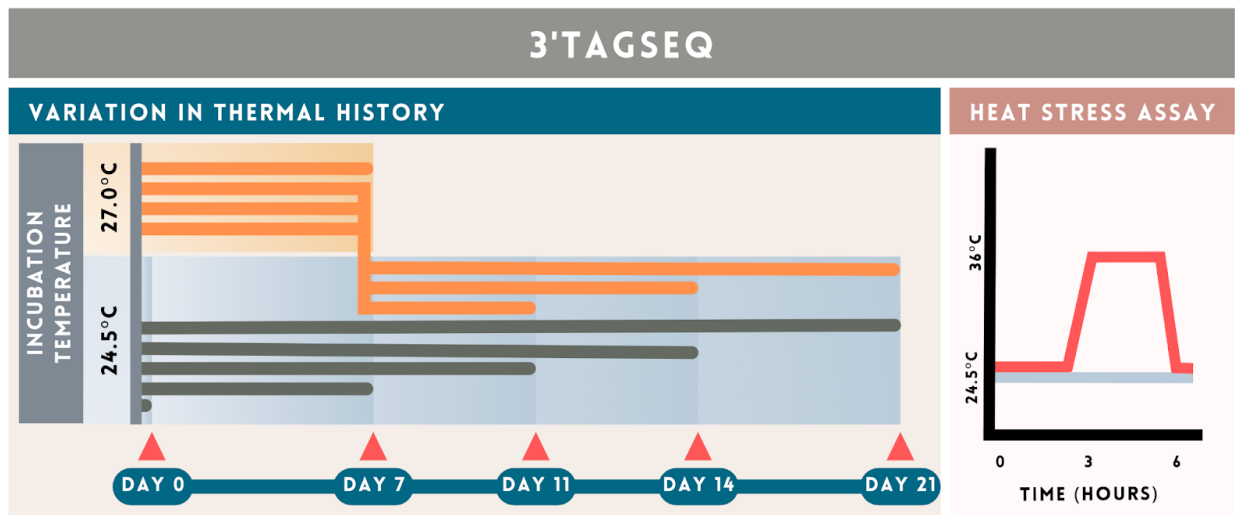 3'TAGSEQ
VARIATION IN THERMAL HISTORY
HEAT STRESS ASSAY
INCUBATION
TEMPERATURE
27.0°C
24.5°C
DAY 0
DAY 7
DAY 11
DAY 14
DAY 21
36°C
24.5°C
0
3
6
TIME (HOURS)